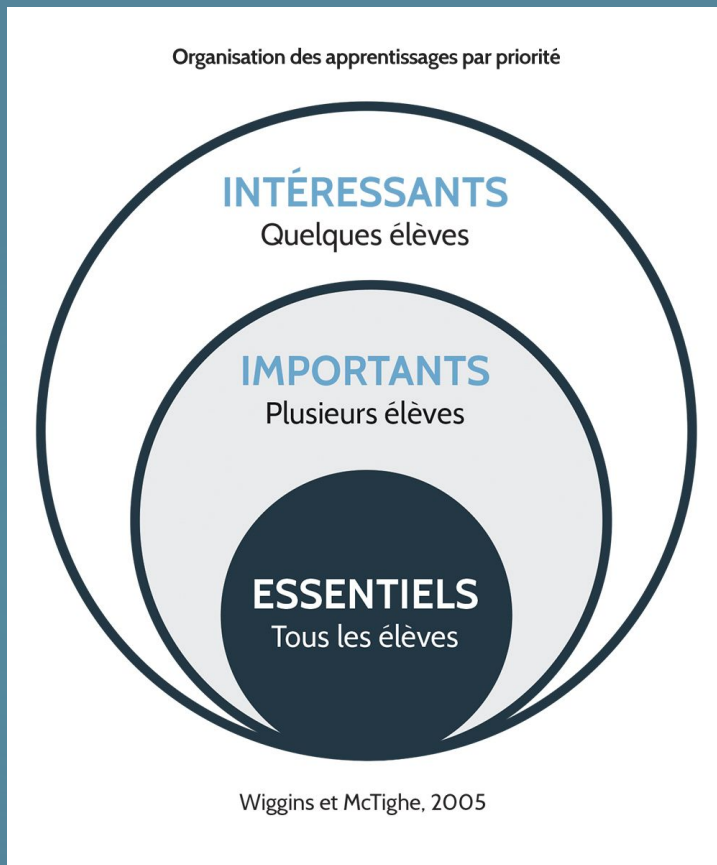 Organisation des apprentissages par priorité
INTÉRESSANTS
Quelques élèves
IMPORTANTS
Plusieurs élèves
ESSENTIELS
Tous les élèves
Wiggins et McTighe, 2005